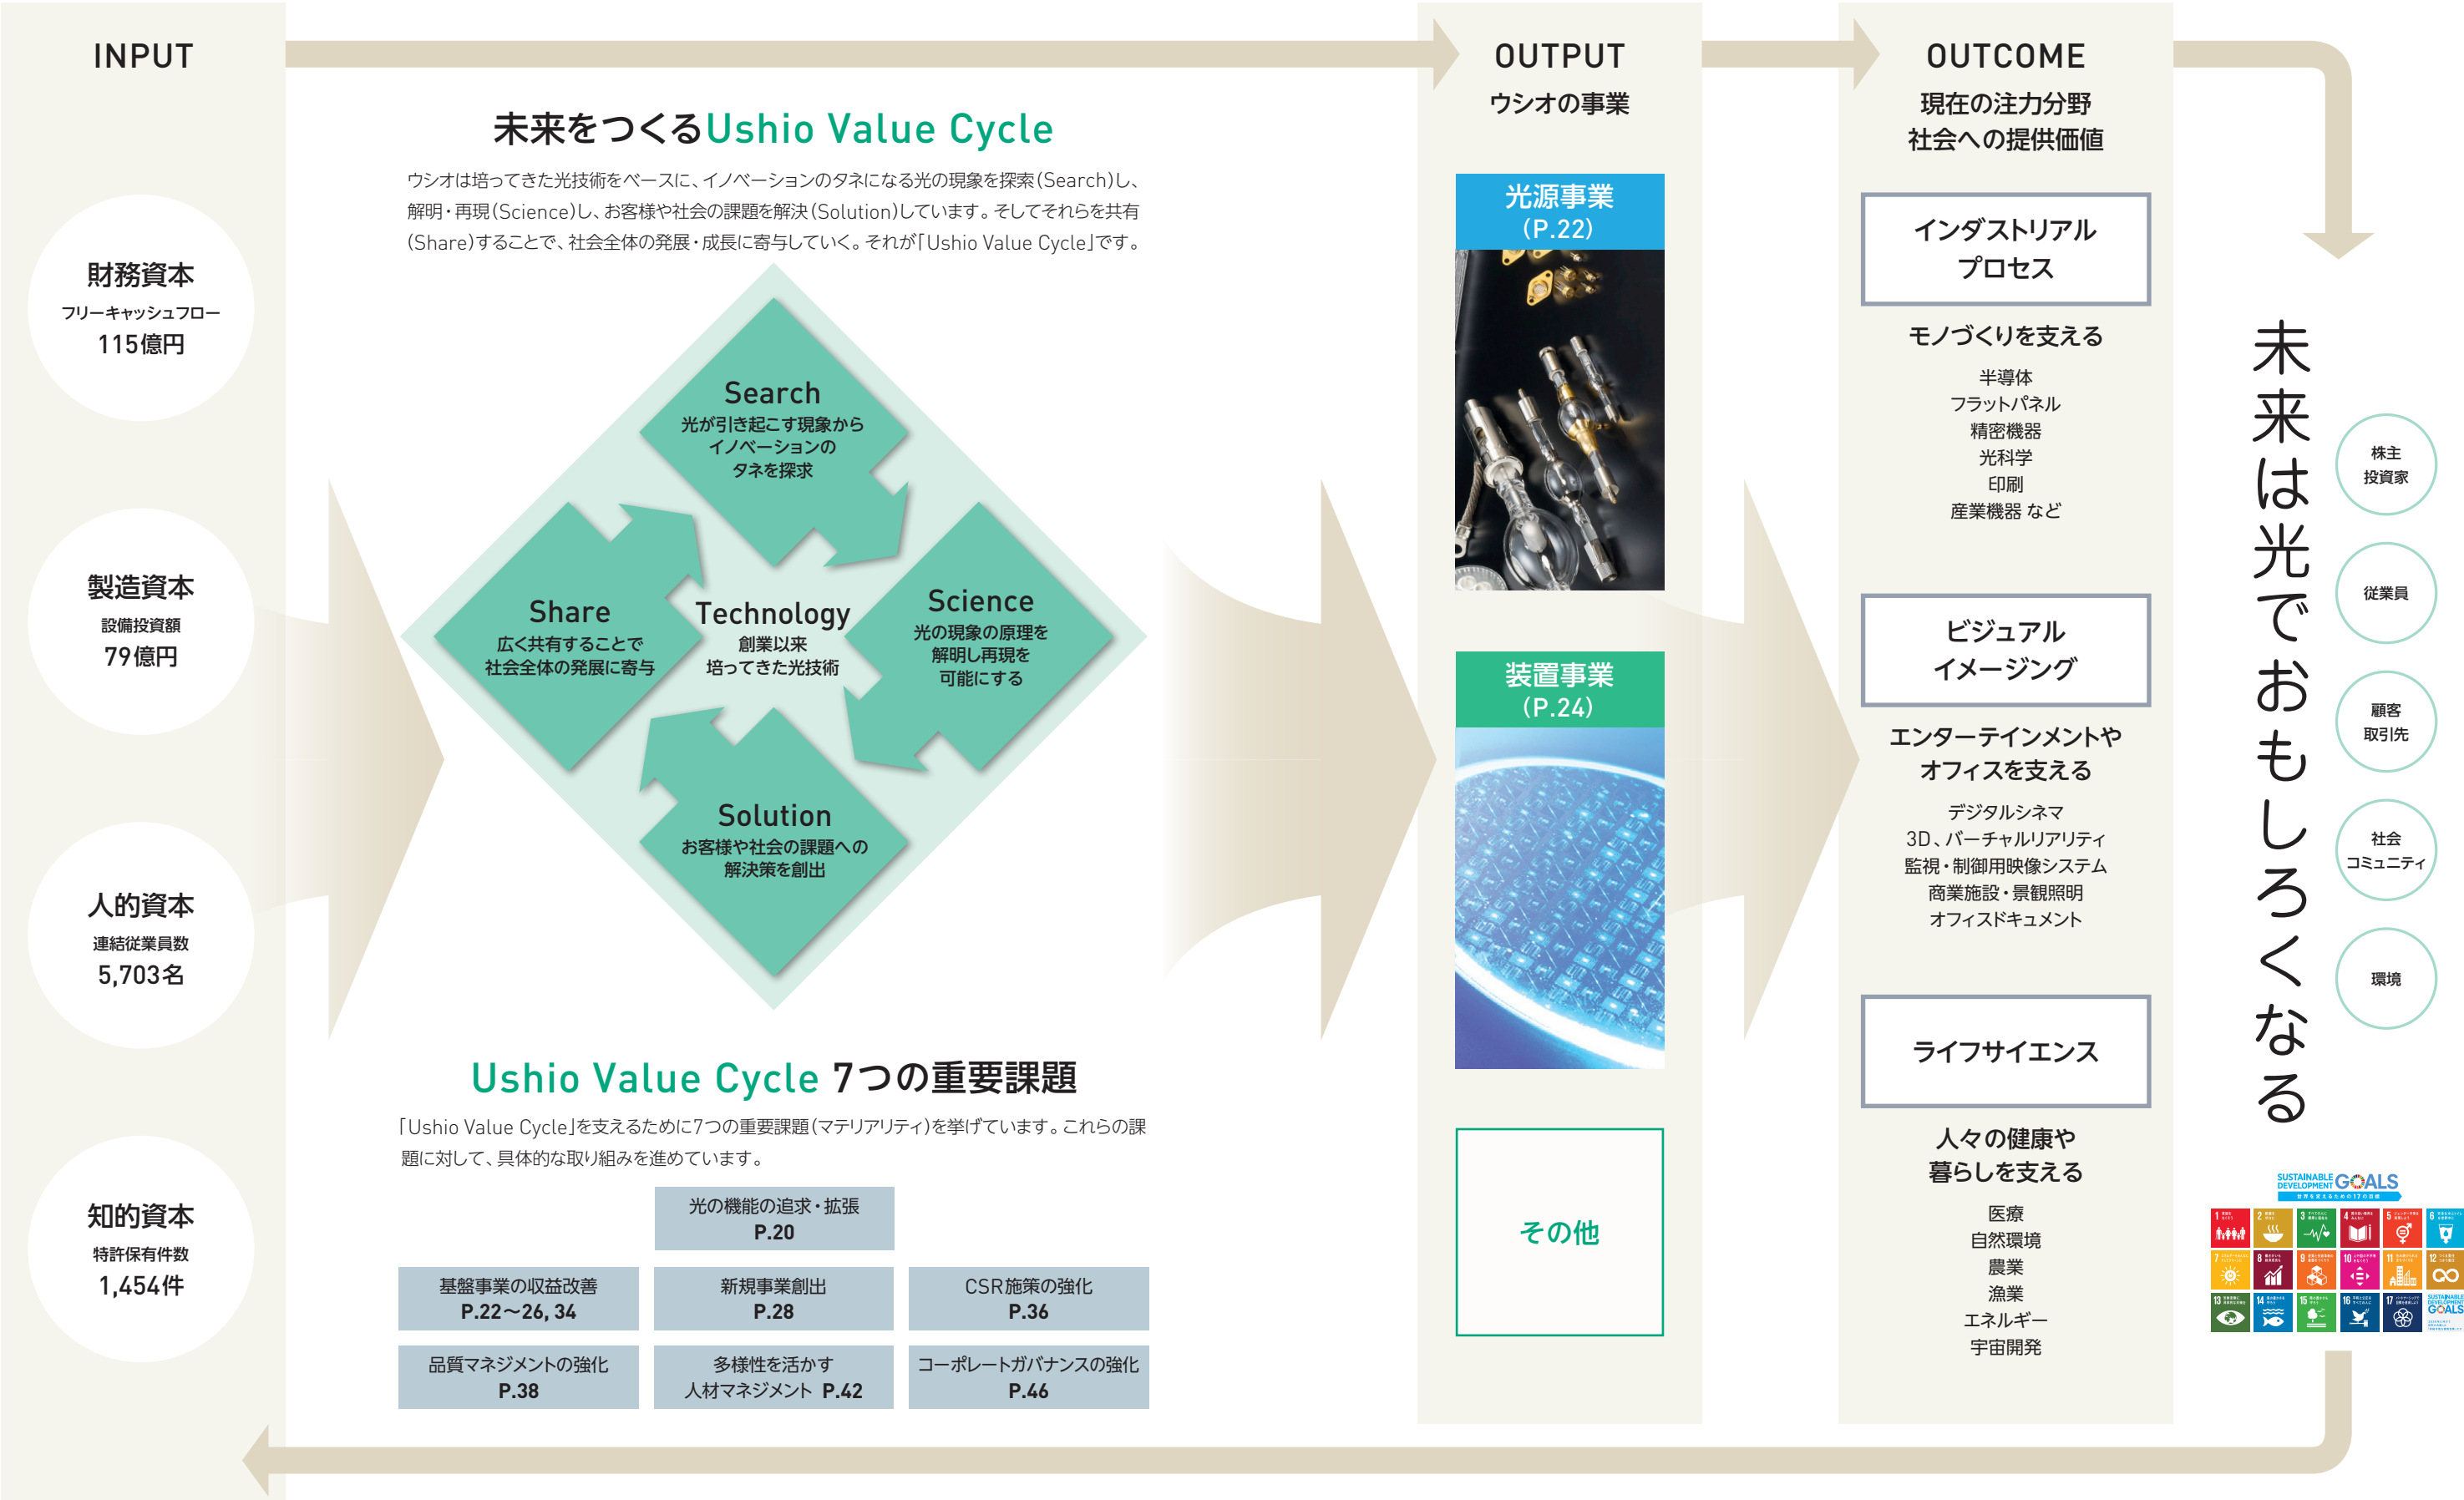 INPUT
財務資本
フリーキャッシュフロー
115億円
製造資本
設備投資額
79億円
人的資本
連結従業員数
5,703名
知的資本
特許保有件数
1,454件
未来をつくるUshio Value Cycle
ウシオは培ってきた光技術をベースに、イノベーションのタネになる光の現象を探索(Search)し、
解明・再現(Science)し、お客様や社会の課題を解決(Solution)しています。そしてそれらを共有
(Share)することで、社会全体の発展・成長に寄与していく。それが「Ushio Value Cycle」です。
Search
光が引き起こす現象から
イノベーションの
タネを探求
Share
広く共有することで
社会全体の発展に寄与
Technology
創業以来
培ってきた光技術
Science
光の現象の原理を
解明し再現を
可能にする
Solution
お客様や社会の課題への
解決策を創出
Ushio Value Cycle 7つの重要課題
「Ushio Value Cycle」を支えるために7つの重要課題(マテリアリティ)を挙げています。これらの課
題に対して、具体的な取り組みを進めています。
光の機能の追求・拡張
P.20
基盤事業の収益改善
P.22～26, 34
新規事業創出
P.28
CSR施策の強化
P.36
品質マネジメントの強化
P.38
多様性を活かす
人材マネジメント P.42
コーポレートガバナンスの強化
P.46
OUTPUT
ウシオの事業
光源事業
(P.22)
装置事業
(P.24)
その他
OUTCOME
現在の注力分野
社会への提供価値
インダストリアル
プロセス
モノづくりを支える
半導体
フラットパネル
精密機器
光科学
印刷
産業機器 など
ビジュアル
イメージング
エンターテインメントや
オフィスを支える
デジタルシネマ
3D、バーチャルリアリティ
監視・制御用映像システム
商業施設・景観照明
オフィスドキュメント
ライフサイエンス
人々の健康や
暮らしを支える
医療
自然環境
農業
漁業
エネルギー
宇宙開発
未来は光でおもしろくなる
株主
投資家
従業員
顧客
取引先
社会
コミュニティ
環境
SUSTAINABLE
DEVELOPMENT GOALS
世界を変えるための17の目標
1
2
3
4
5
6
7
8
9
10
11
12
13
14
15
16
17
SUSTAINABLE
DEVELOPMENT
GOALS